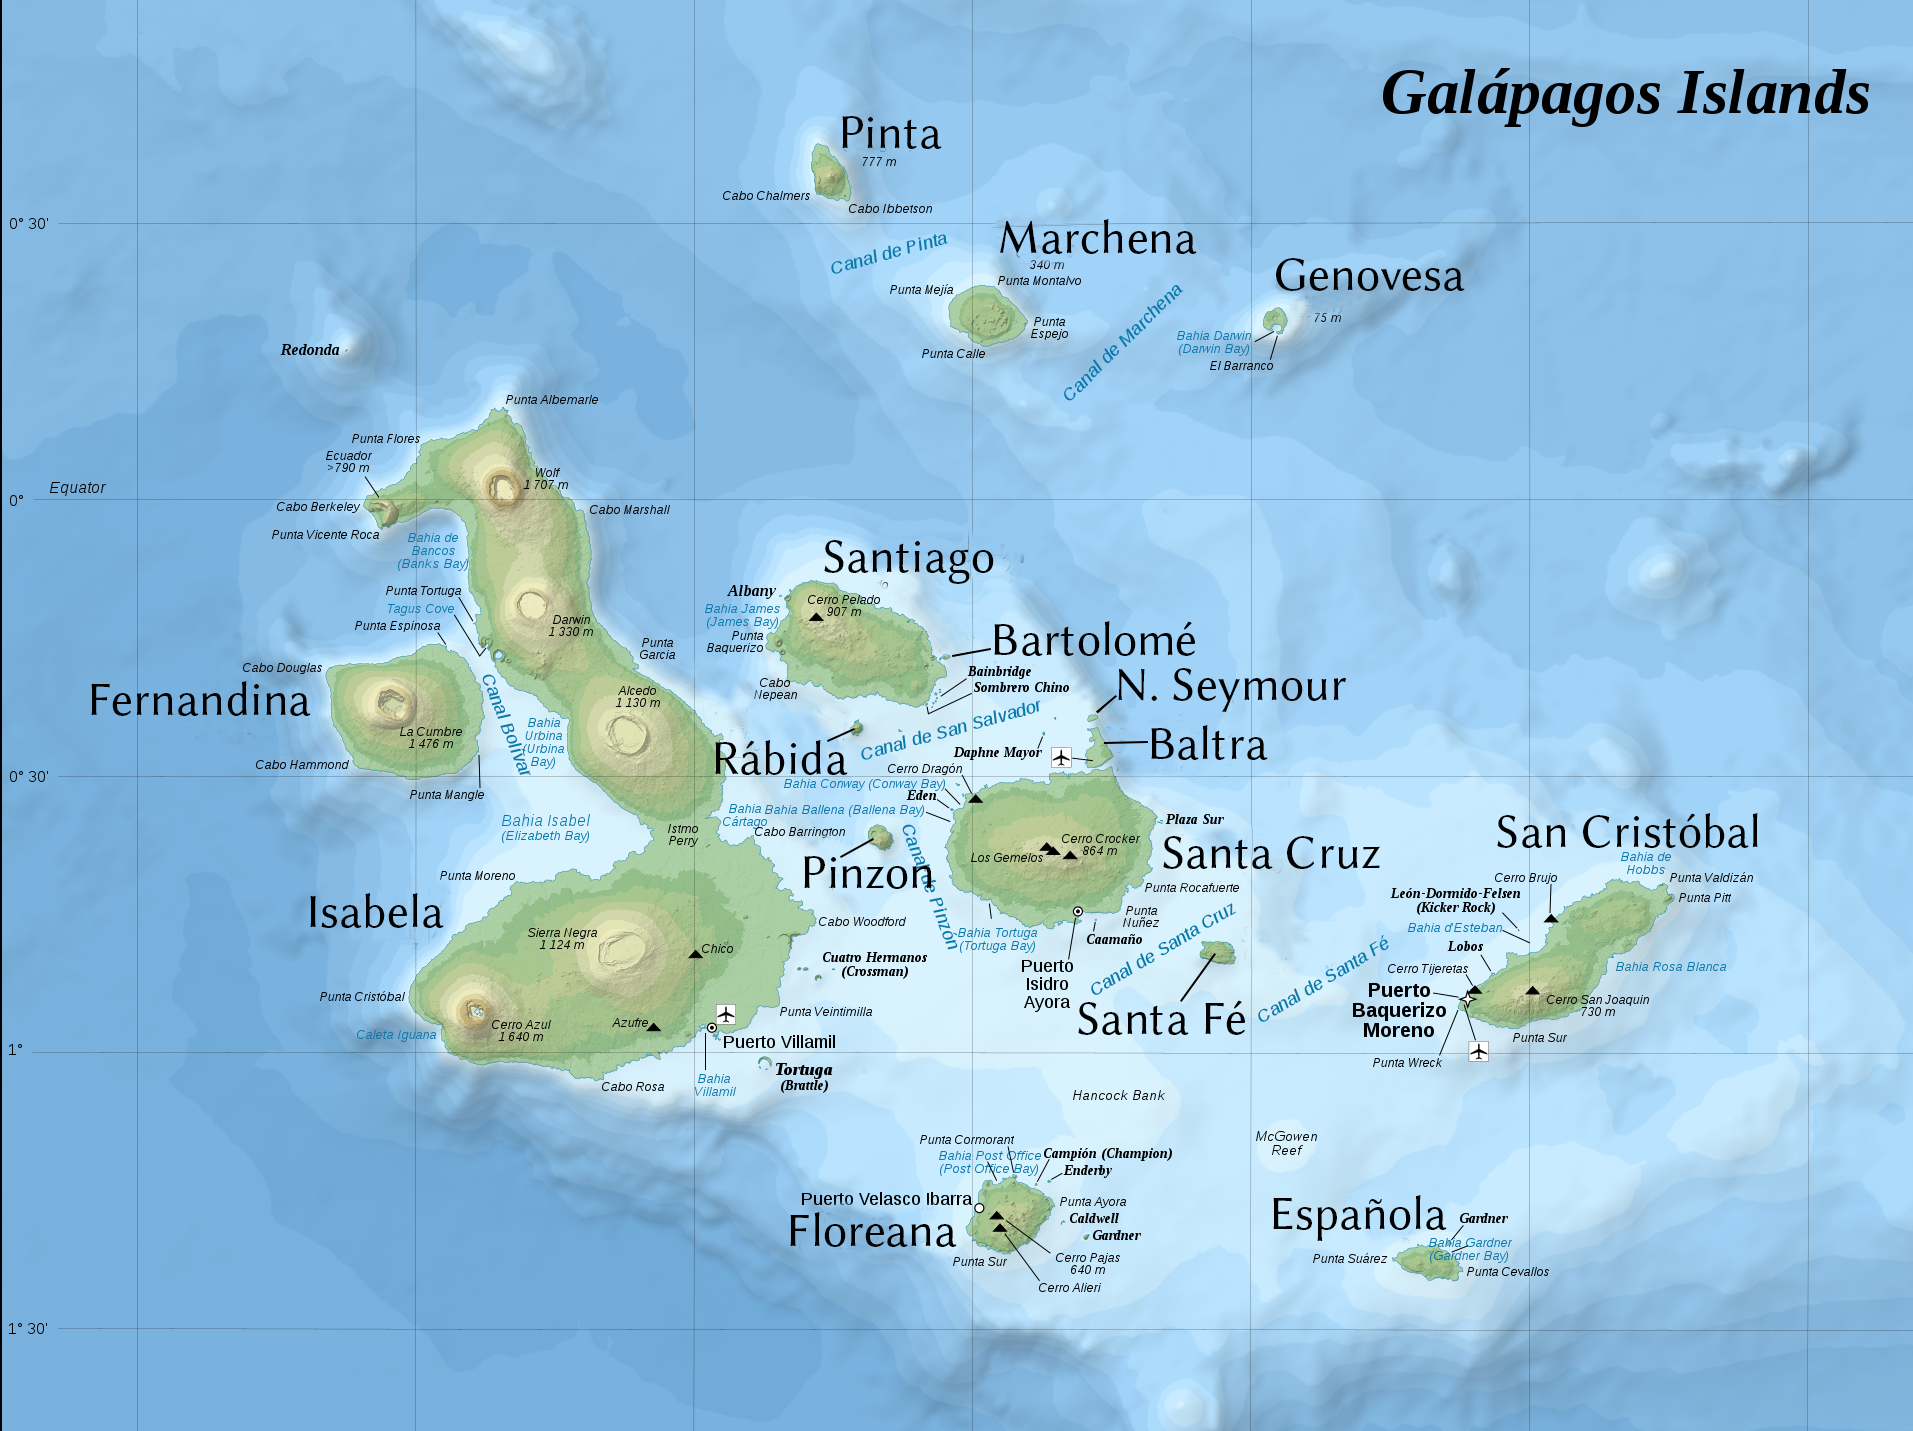 Galápagos Islands
Pinta
777 m
Cabo Chalmers
Cabo Ibbetson
0° 30'
Canal de Pinta
Marchena
340 m
Punta Montalvo
Punta Mejía
Punta
Espejo
Punta Calle
Canal de Marchena
Genovesa
75 m
Bahia Darwin
(Darwin Bay)
El Barranco
Redonda
Punta Albemarle
Punta Flores
Ecuador
>790 m
Wolf
1 707 m
Equator
0°
Cabo Berkeley
Cabo Marshall
Punta Vicente Roca
Bahia de
Bancos
(Banks Bay)
Punta Tortuga
Tagus Cove
Punta Espinosa
Darwin
1 330 m
Punta
García
Cabo Douglas
Fernandina
La Cumbre
1 476 m
Cabo Hammond
Punta Mangle
Canal Bolívar
Bahia
Urbina
(Urbina
Bay)
Alcedo
1 130 m
Santiago
Albany
Cerro Pelado
907 m
Bahia James
(James Bay)
Punta
Baquerizo
Cabo
Nepean
Bartolomé
Bainbridge
Sombrero Chino
N. Seymour
Canal de San Salvador
Rábida
Baltra
Daphne Mayor
Cerro Dragón
Bahia Conway (Conway Bay)
Eden
Bahia Ballena (Ballena Bay)
0° 30'
Bahia
Cártago
Cabo Barrington
Istmo
Perry
Bahia Isabel
(Elizabeth Bay)
Pinzon
Canal de Pinzón
Plaza Sur
Cerro Crocker
864 m
Los Gemelos
Santa Cruz
Punta Rocafuerte
Punta
Nuñez
Caamaño
Bahia Tortuga
(Tortuga Bay)
Puerto
Isidro
Ayora
Canal de Santa Cruz
Santa Fé
Canal de Santa Fé
San Cristóbal
Bahia de
Hobbs
Cerro Brujo
Punta Valdizán
Punta Pitt
León-Dormido-Felsen
(Kicker Rock)
Bahia d'Esteban
Lobos
Cerro Tijeretas
Bahia Rosa Blanca
Puerto
Baquerizo
Moreno
Cerro San Joaquin
730 m
Punta Sur
Punta Wreck
Punta Moreno
Isabela
Sierra Negra
1 124 m
Chico
Cabo Woodford
Cuatro Hermanos
(Crossman)
Punta Cristóbal
Caleta Iguana
Cerro Azul
1 640 m
Azufre
Punta Veintimilla
Puerto Villamil
1°
Tortuga
(Brattle)
Cabo Rosa
Bahia
Villamil
Hancock Bank
McGowen
Reef
Punta Cormorant
Bahia Post Office
(Post Office Bay)
Campión (Champion)
Enderby
Puerto Velasco Ibarra
Punta Ayora
Caldwell
Gardner
Floreana
Punta Sur
Cerro Pajas
640 m
Cerro Alieri
Española
Gardner
Bahia Gardner
(Gardner Bay)
Punta Suárez
Punta Cevallos
1° 30'